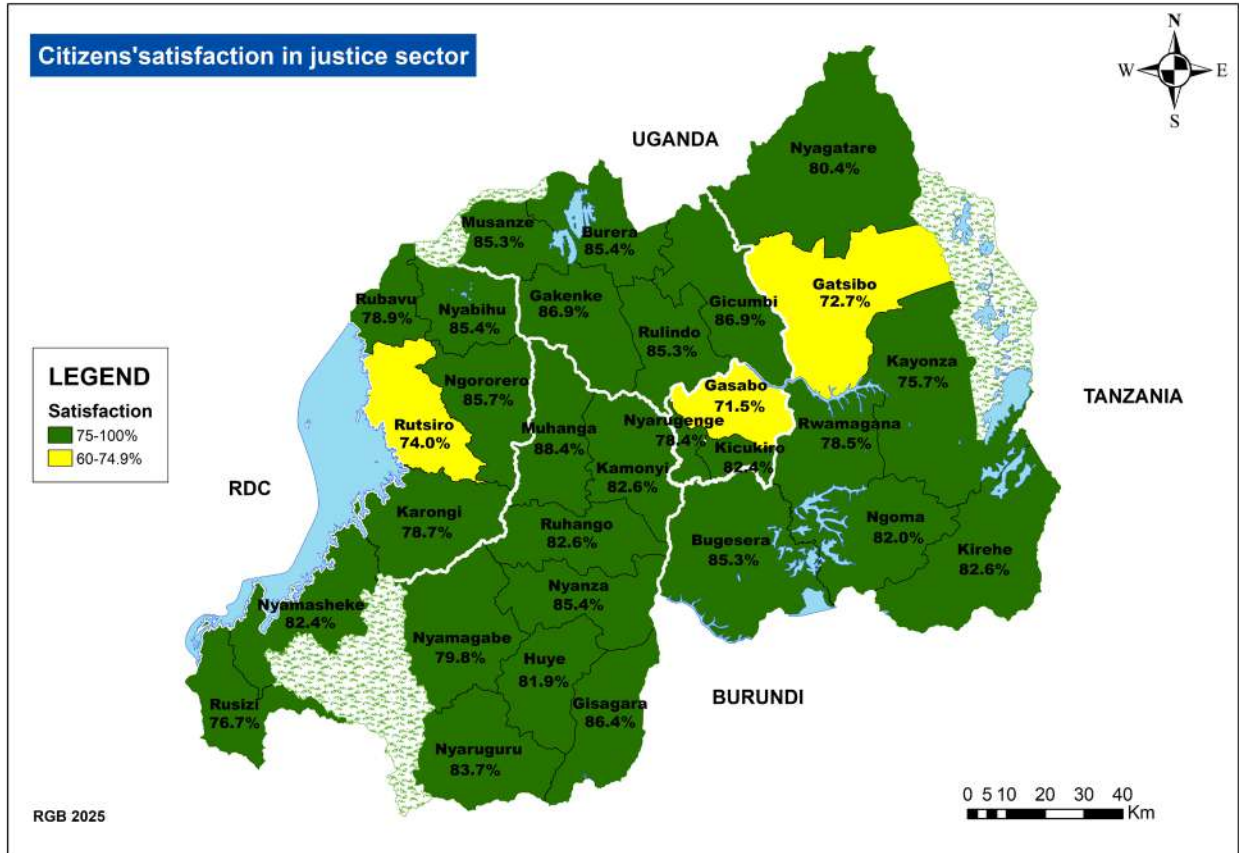 Citizens'satisfaction in justice sector
N
W E
S
UGANDA
Nyagatare
80.4%
Musanze
85.3%
Burera
85.4%
Gatsibo
72.7%
Rubavu
78.9%
Nyabihu
85.4%
Gakenke
86.9%
Gicumbi
86.9%
Rulindo
85.3%
Kayonza
75.7%
LEGEND
Satisfaction
75-100%
60-74.9%
Ngororero
85.7%
Gasabo
71.5%
TANZANIA
Rutsiro
74.0%
Muhanga
88.4%
Nyarugenge
78.4%
Kicukiro
82.4%
Rwamagana
78.5%
Kamonyi
82.6%
RDC
Karongi
78.7%
Ruhango
82.6%
Bugesera
85.3%
Ngoma
82.0%
Kirehe
82.6%
Nyanza
85.4%
Nyamasheke
82.4%
Nyamagabe
79.8%
Huye
81.9%
Gisagara
86.4%
BURUNDI
Rusizi
76.7%
Nyaruguru
83.7%
RGB 2025
0 5 10 20 30 40
Km